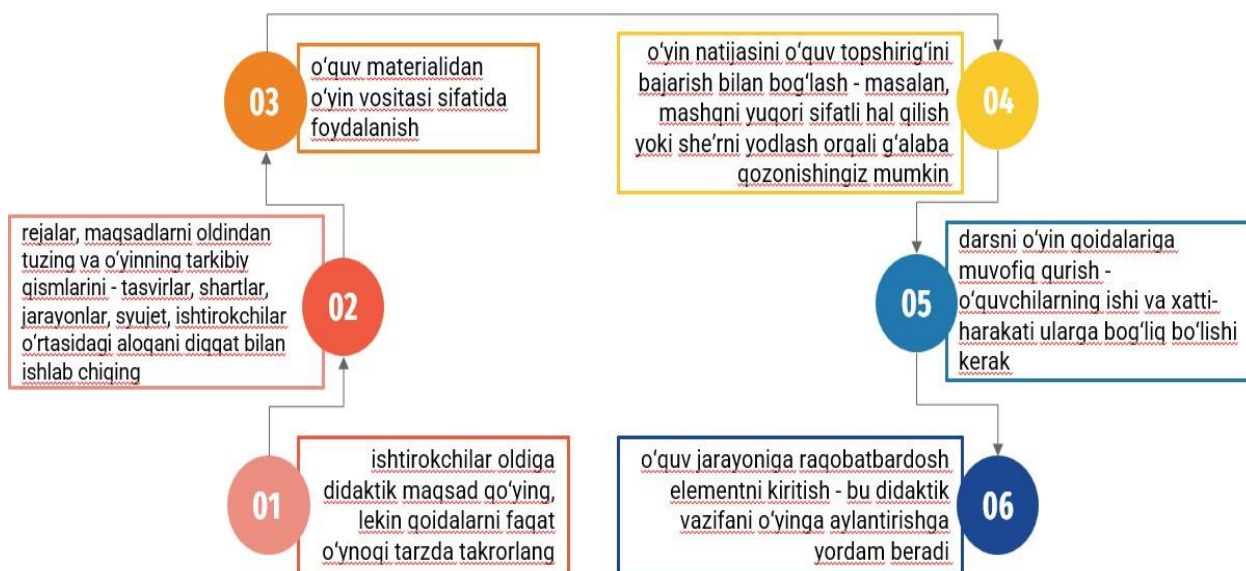 01
ishtirokchilar oldiga
didaktik maqsad qo‘ying,
lekin qoidalarni faqat
o‘ynoqi tarzda takrorlang
02
rejalar, maqsadlarni oldindan
tuzing va o‘yinning tarkibiy
qismlarini - tasvirlar, shartlar,
jarayonlar, syujet, ishtirokchilar
o‘rtasidagi aloqani diqqat bilan
ishlab chiqing
03
o‘quv materialidan
o‘yin vositasi sifatida
foydalanish
04
o‘yin natijasini o‘quv topshirig‘ini
bajarish bilan bog‘lash - masalan,
mashqni yuqori sifatli hal qilish
yoki she’rni yodlash orqali g‘alaba
qozonishingiz mumkin
05
darsni o‘yin qoidalariga
muvofiq qurish -
o‘quvchilarning ishi va xatti-
harakati ularga bog‘liq bo‘lishi
kerak
06
o‘quv jarayoniga raqobatbardosh
elementni kiritish - bu didaktik
vazifani o‘yinga aylantirishga
yordam beradi